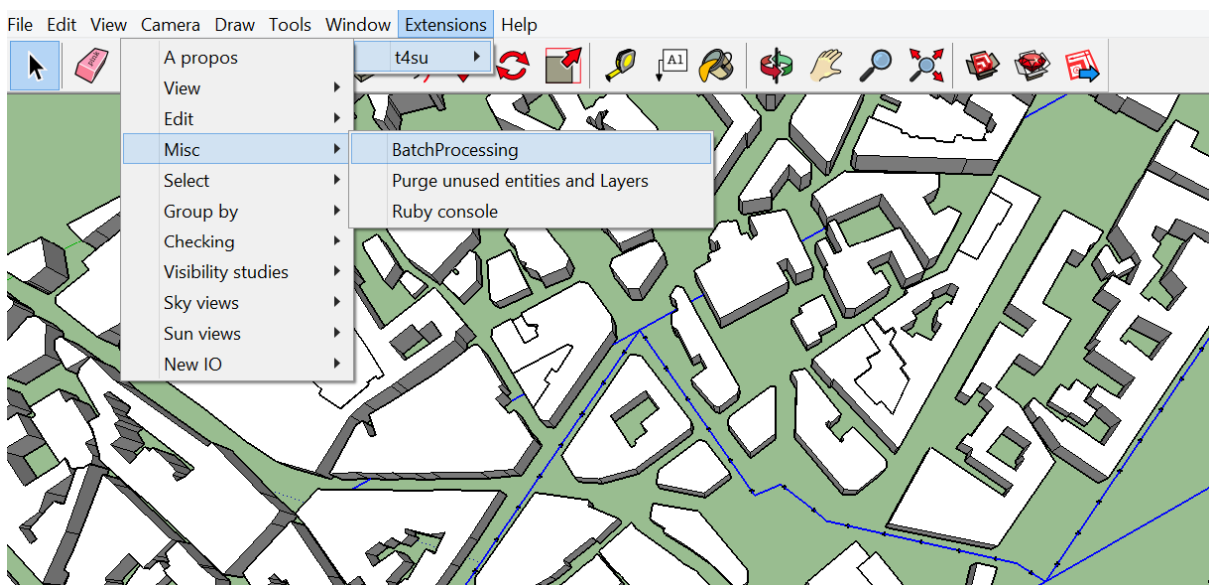 File Edit View Camera Draw Tools Window Extensions Help
A propos
View
Edit
Misc
Select
Group by
Checking
Visibility studies
Sky views
Sun views
New IO
t4su
A1
BatchProcessing
Purge unused entities and Layers
Ruby console